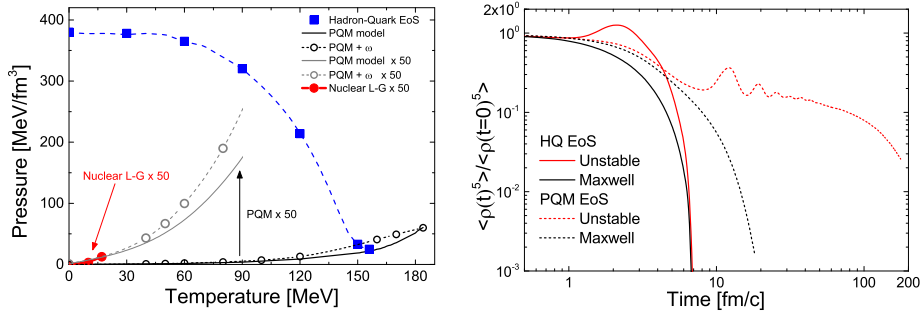 400
300
200
100
0
0
30
60
90
120
150
180
Pressure [MeV/fm³]
Temperature [MeV]
Hadron-Quark EoS
PQM model
PQM + ω
PQM model x 50
PQM + ω x 50
Nuclear L-G x 50
Nuclear L-G x 50
PQM x 50
2x10⁰
10⁰
10⁻¹
10⁻²
10⁻³
1
10
100
200
<ρ(t)⁵>/<ρ(t=0)⁵>
Time [fm/c]
HQ EoS
Unstable
Maxwell
PQM EoS
Unstable
Maxwell